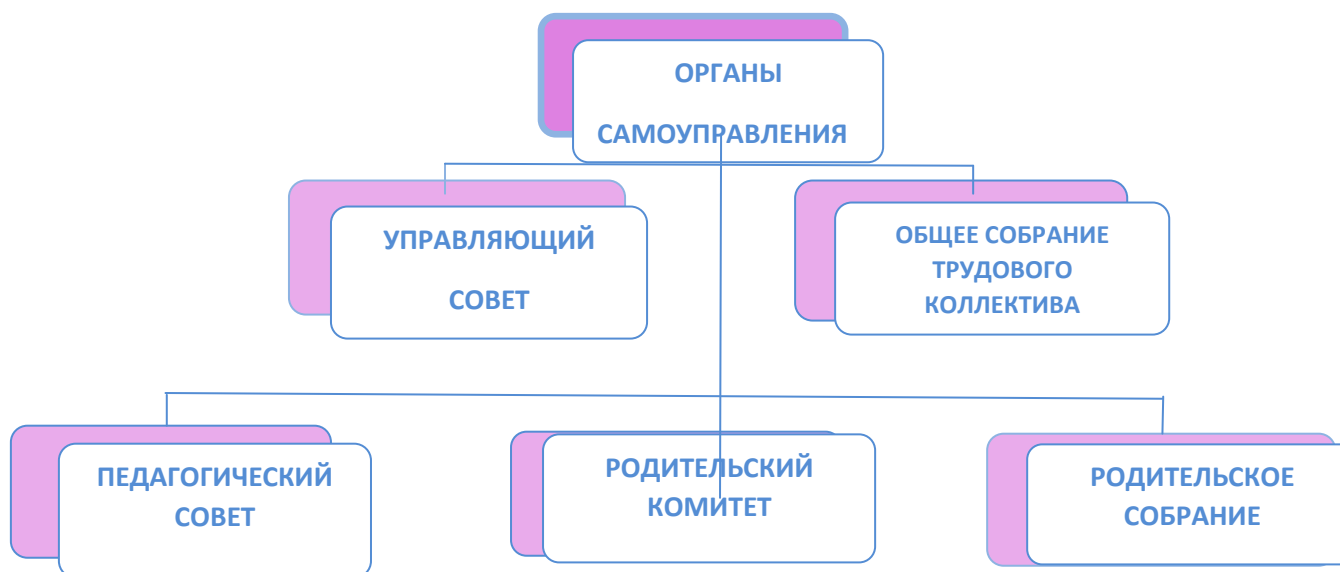 ОРГАНЫ
САМОУПРАВЛЕНИЯ
УПРАВЛЯЮЩИЙ
СОВЕТ
ОБЩЕЕ СОБРАНИЕ
ТРУДОВОГО
КОЛЛЕКТИВА
ПЕДАГОГИЧЕСКИЙ
СОВЕТ
РОДИТЕЛЬСКИЙ
КОМИТЕТ
РОДИТЕЛЬСКОЕ
СОБРАНИЕ